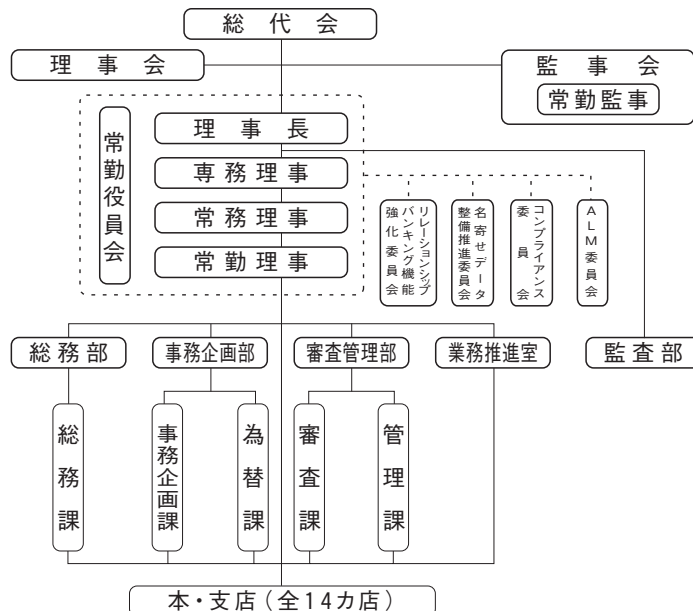 総代会
理事会
監事会
常勤監事
常勤役員会
理事長
専務理事
常務理事
常勤理事
リレーションシップ
バンキング機能
強化委員会
名寄せデータ
整備推進委員会
コンプライアンス
委員会
ALM委員会
総務部
事務企画部
審査管理部
業務推進室
監査部
総務課
事務企画課
為替課
審査課
管理課
本・支店(全14カ店)